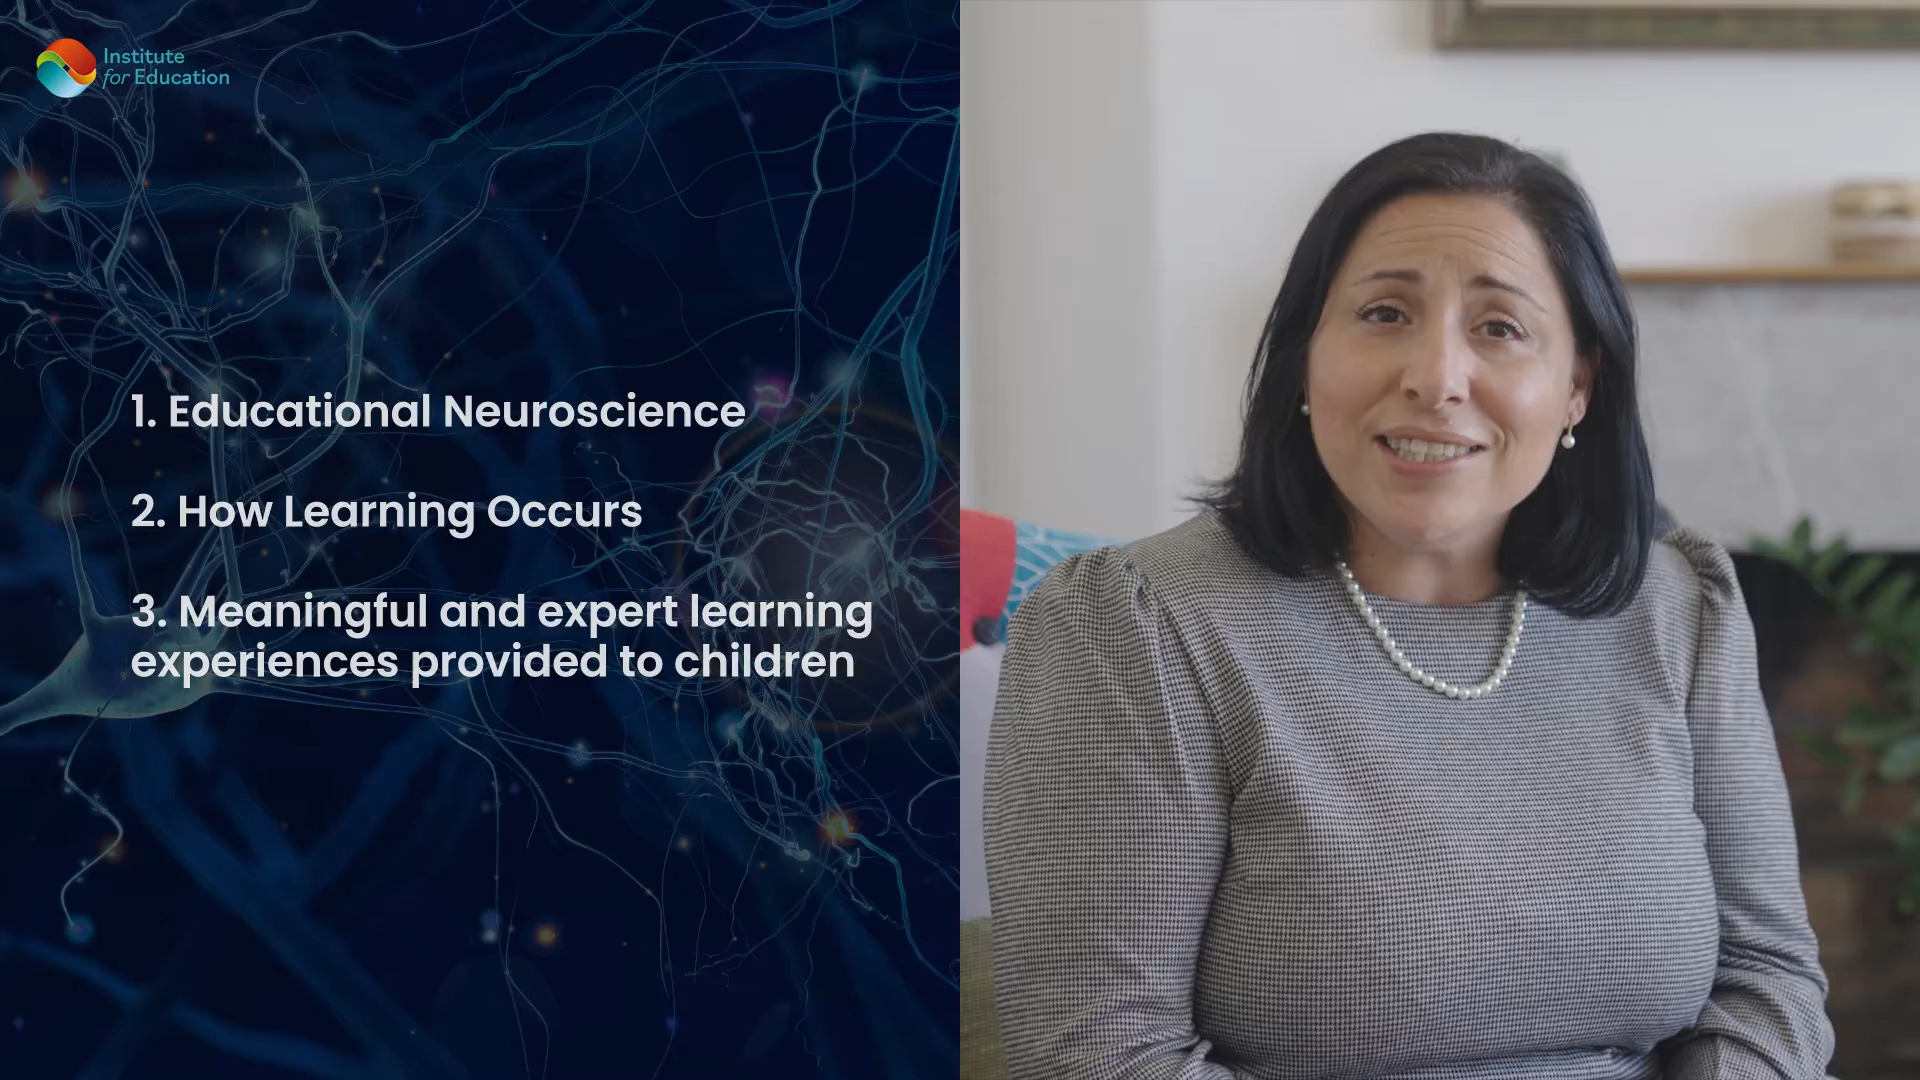 Institute
for Education
1. Educational Neuroscience
2. How Learning Occurs
3. Meaningful and expert learning
experiences provided to children